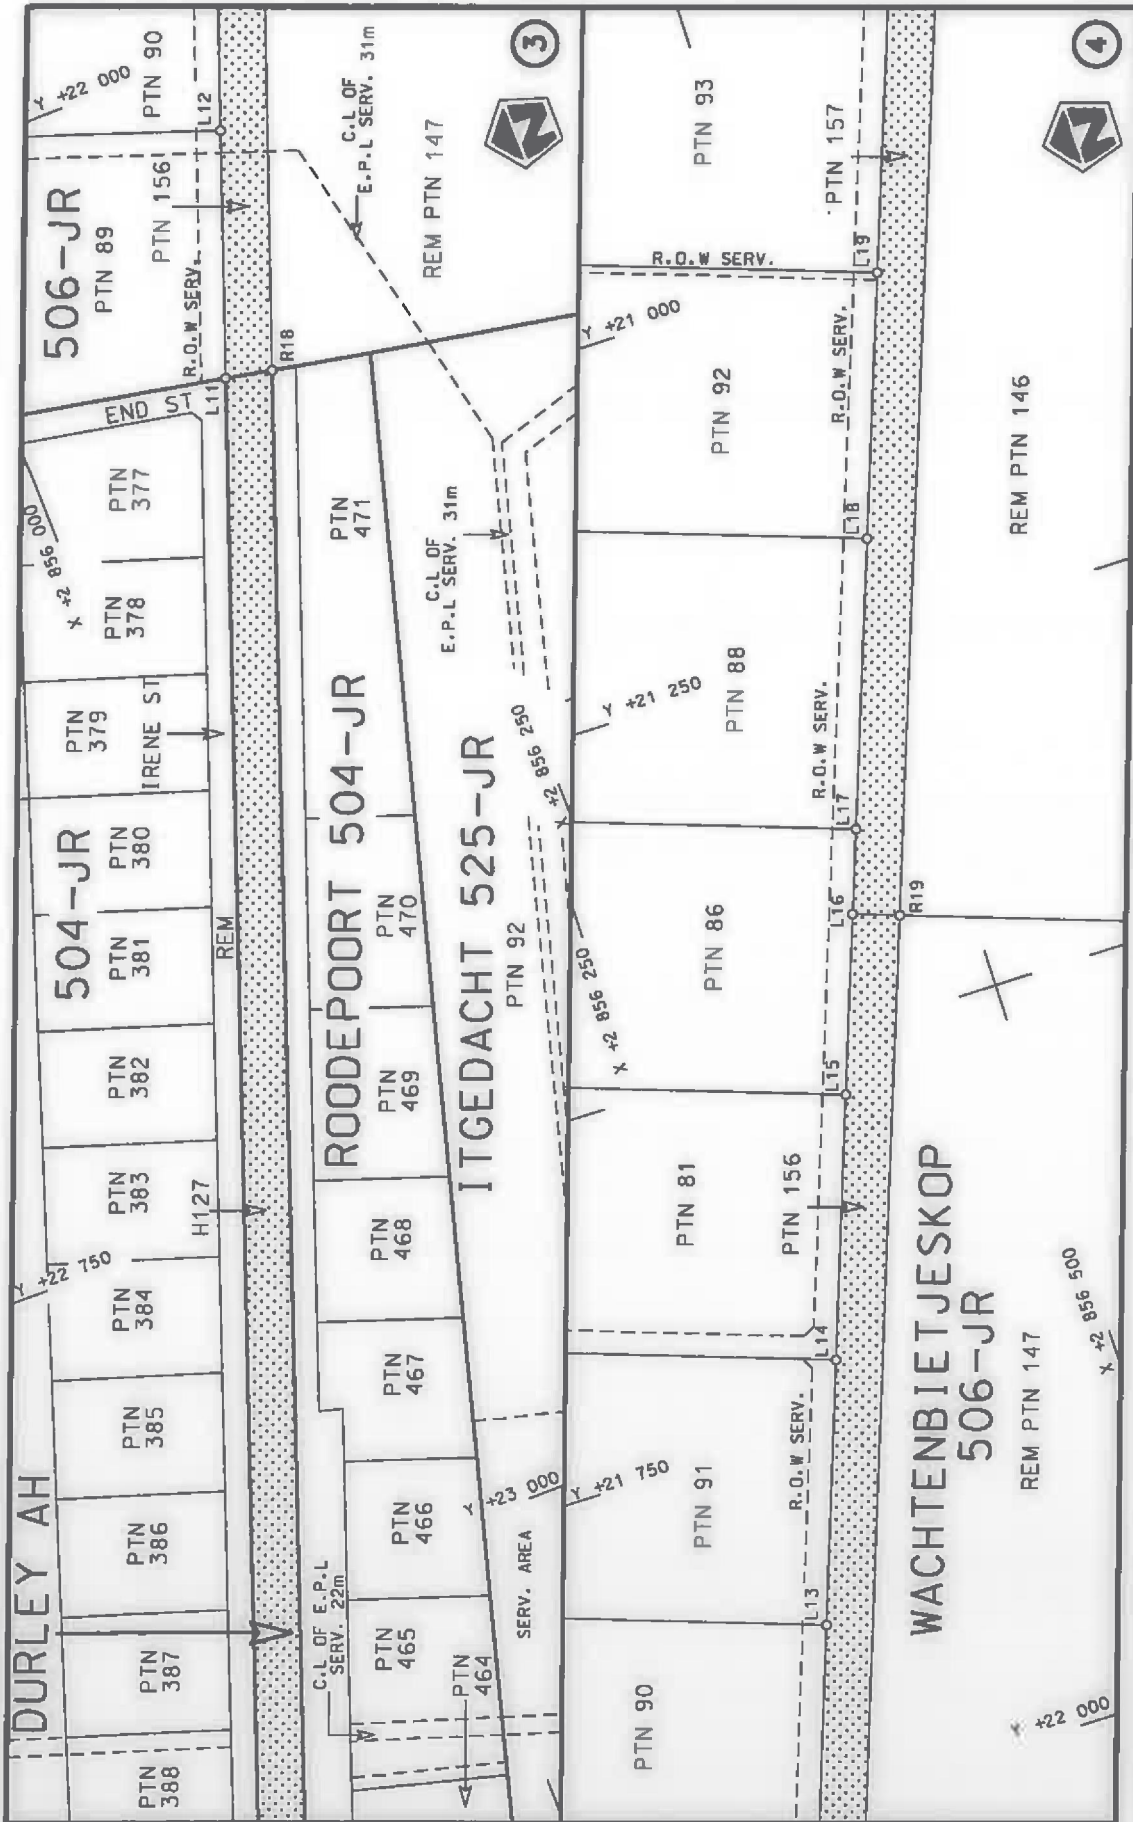 DURLEY AH
504-JR
506-JR
Y +22 750
X +2 856 000
Y +22 000
PTN
388
PTN
387
PTN
386
PTN
385
PTN
384
PTN
383
PTN
382
PTN
381
PTN
380
PTN
379
PTN
378
PTN
377
END ST
PTN 89
PTN 90
PTN 156
R.O.W SERV.
L11
L12
IRENE ST
REM
H127
R18
C.L OF E.P.L
SERV. 22m
ROODEPOORT 504-JR
PTN
464
PTN
465
PTN
466
PTN
467
PTN
468
PTN
469
PTN
470
PTN
471
C.L OF
E.P.L SERV. 31m
C.L OF
E.P.L SERV. 31m
REM PTN 147
ITGEDACHT 525-JR
PTN 92
SERV. AREA
Y +23 000
X +2 856 250
3
Y +21 750
X +2 856 250
Y +21 250
Y +21 000
PTN 90
PTN 91
PTN 81
PTN 86
PTN 88
PTN 92
PTN 93
R.O.W SERV.
R.O.W SERV.
R.O.W SERV.
R.O.W SERV.
PTN 156
PTN 157
L13
L14
L15
L16
L17
L18
L19
R19
WACHTENBIETJESKOP
506-JR
REM PTN 147
REM PTN 146
Y +22 000
X +2 856 500
4
N
N